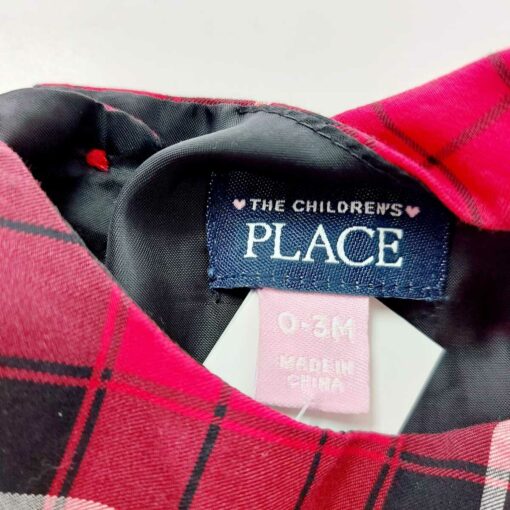 THE CHILDREN'S
PLACE
0-3M
MADE IN
CHINA